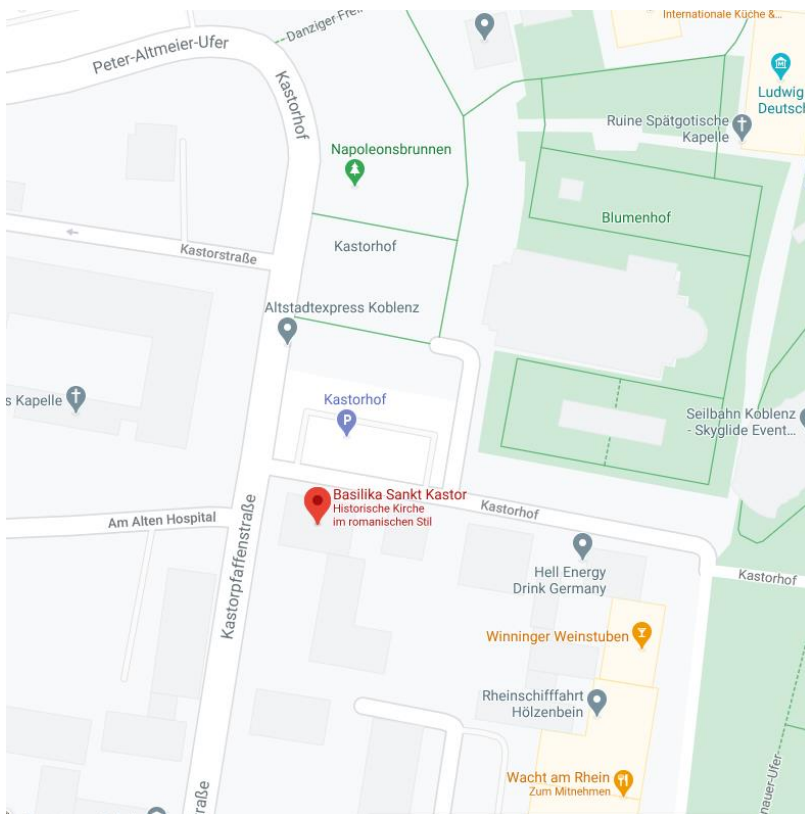 Internationale Küche &...
Danziger-Frei
Peter-Altmeier-Ufer
Kastorhof
Ludwig
Deutsch
Ruine Spätgotische
Kapelle
Napoleonsbrunnen
Blumenhof
Kastorhof
Kastorstraße
Altstadtexpress Koblenz
s Kapelle
Kastorhof
P
Seilbahn Koblenz
- Skyglide Event...
Basilika Sankt Kastor
Historische Kirche
im romanischen Stil
Kastorhof
Am Alten Hospital
Kastorpfaffenstraße
Hell Energy
Drink Germany
Kastorhof
Winninger Weinstuben
Rheinschifffahrt
Hölzenbein
Wacht am Rhein
Zum Mitnehmen
nauer-Ufer
raße